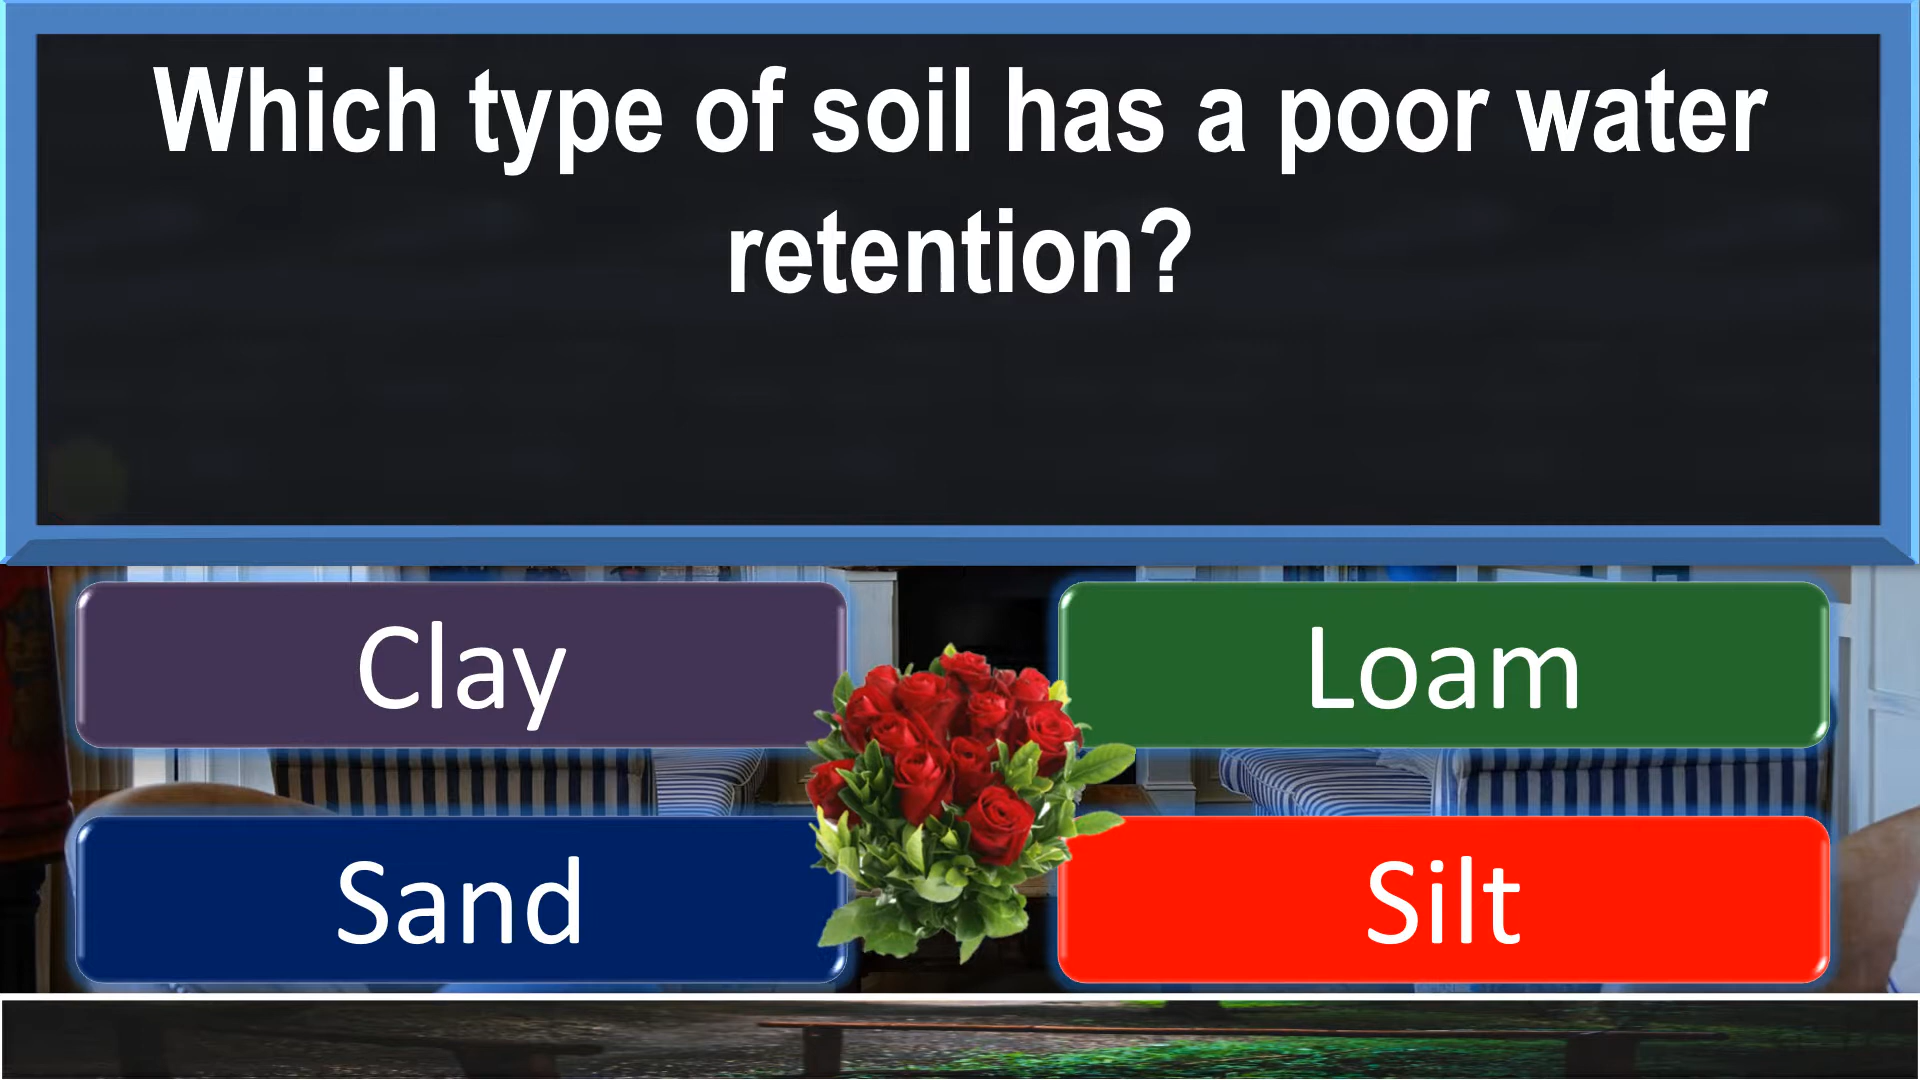 Which type of soil has a poor water
retention?
Clay
Loam
Sand
Silt